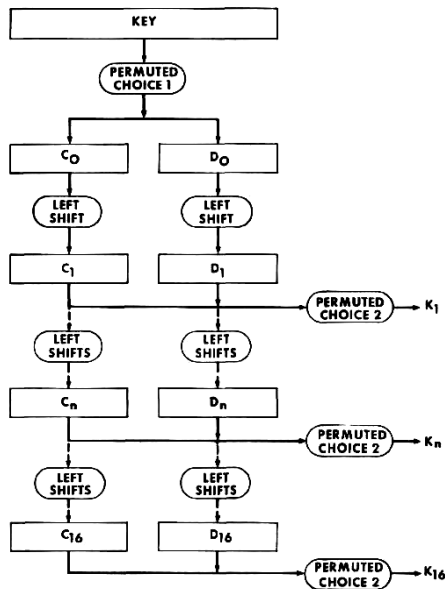 KEY
PERMUTED
CHOICE 1
C0
D0
LEFT
SHIFT
LEFT
SHIFT
C1
D1
PERMUTED
CHOICE 2
K1
LEFT
SHIFTS
LEFT
SHIFTS
Cn
Dn
PERMUTED
CHOICE 2
Kn
LEFT
SHIFTS
LEFT
SHIFTS
C16
D16
PERMUTED
CHOICE 2
K16